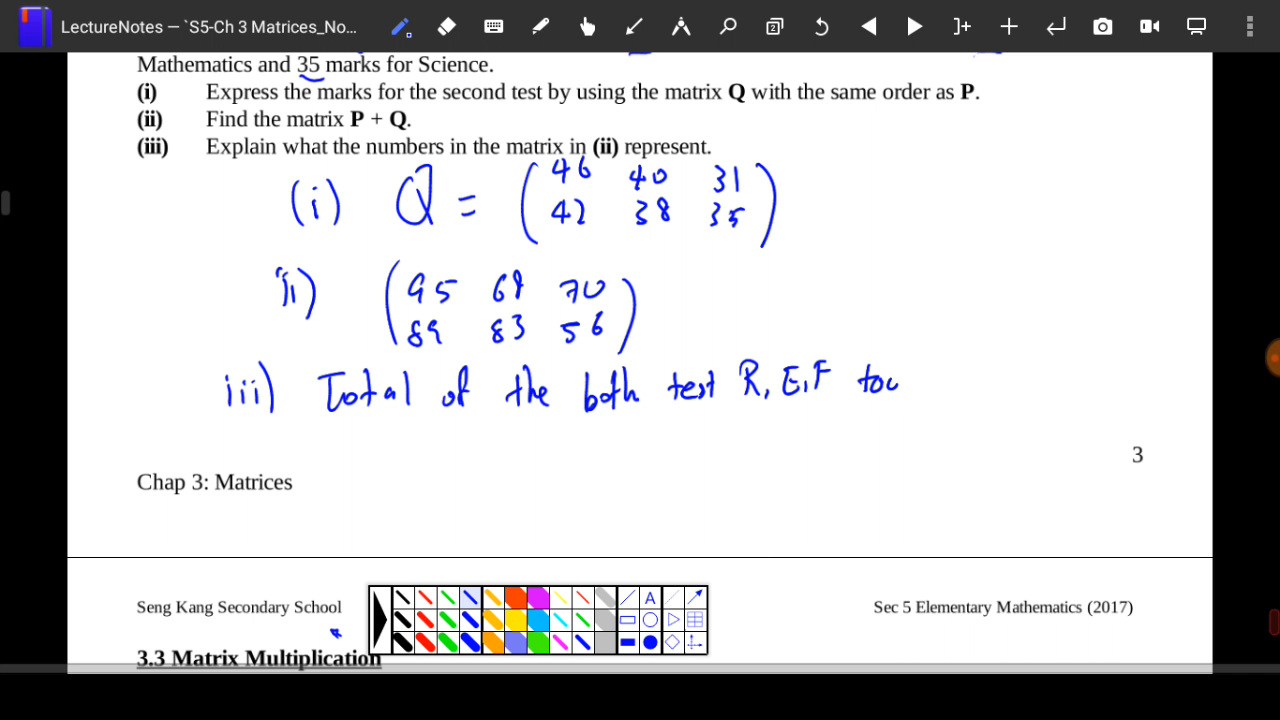 LectureNotes — `S5-Ch 3 Matrices_No...
Mathematics and 35 marks for Science.
(i) Express the marks for the second test by using the matrix Q with the same order as P.
(ii) Find the matrix P + Q.
(iii) Explain what the numbers in the matrix in (ii) represent.
(i) Q = ( 46 40 31
42 38 35 )
ii) ( 95 69 70
89 83 56 )
iii) Total of the both test R, E, F
3
Chap 3: Matrices
Seng Kang Secondary School
Sec 5 Elementary Mathematics (2017)
3.3 Matrix Multiplication